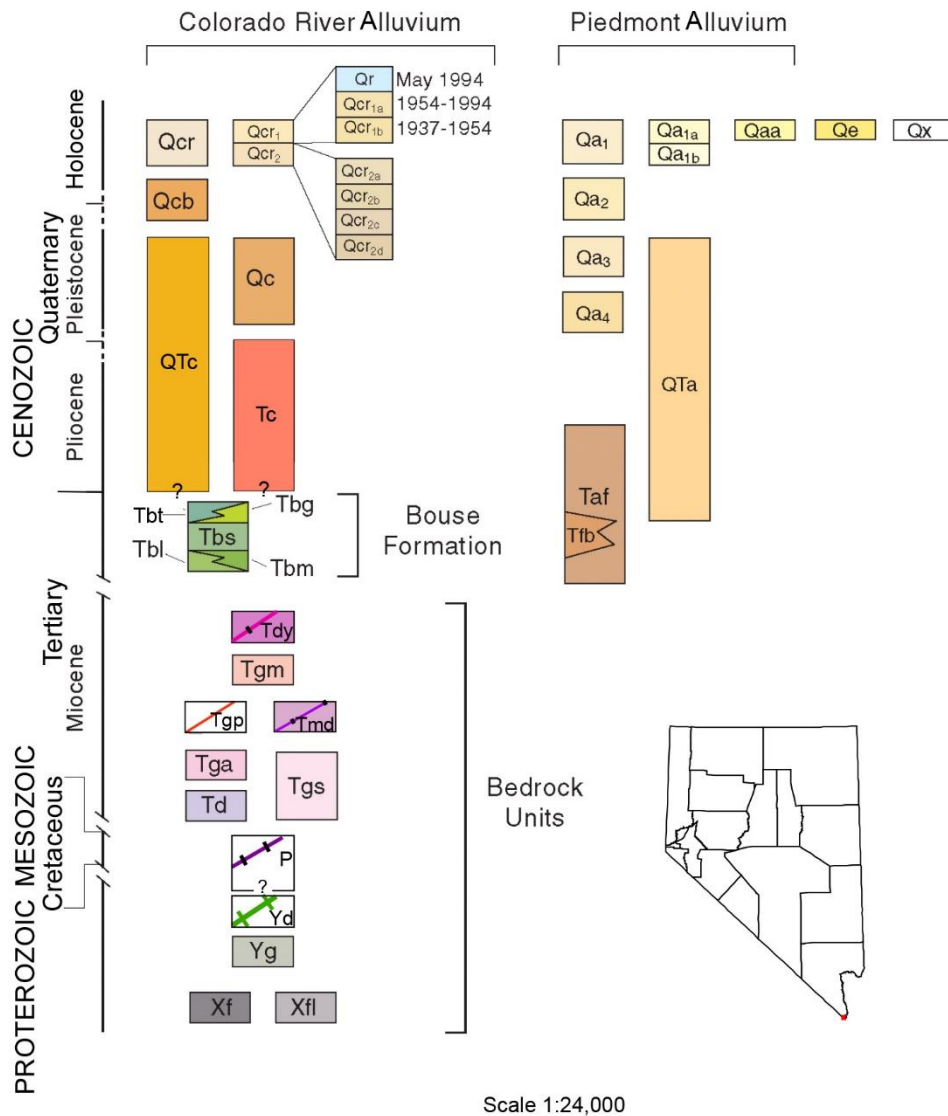 Colorado River Alluvium
Piedmont Alluvium
Qr May 1994
Qcr1a 1954-1994
Qcr1b 1937-1954
Qcr
Qcr1
Qcr2
Qcr2a
Qcr2b
Qcr2c
Qcr2d
Qcb
QTc
Qc
Tc
?
?
Qa1
Qa1a
Qa1b
Qaa
Qe
Qx
Qa2
Qa3
Qa4
QTa
Taf
Tfb
Tbt
Tbg
Tbs
Tbl
Tbm
Bouse
Formation
Tdy
Tgm
Tgp
Tmd
Tga
Tgs
Td
P
?
Yd
Yg
Xf
Xfl
Bedrock
Units
Holocene
Pleistocene
Quaternary
Pliocene
CENOZOIC
Tertiary
Miocene
MESOZOIC
Cretaceous
PROTEROZOIC
Scale 1:24,000